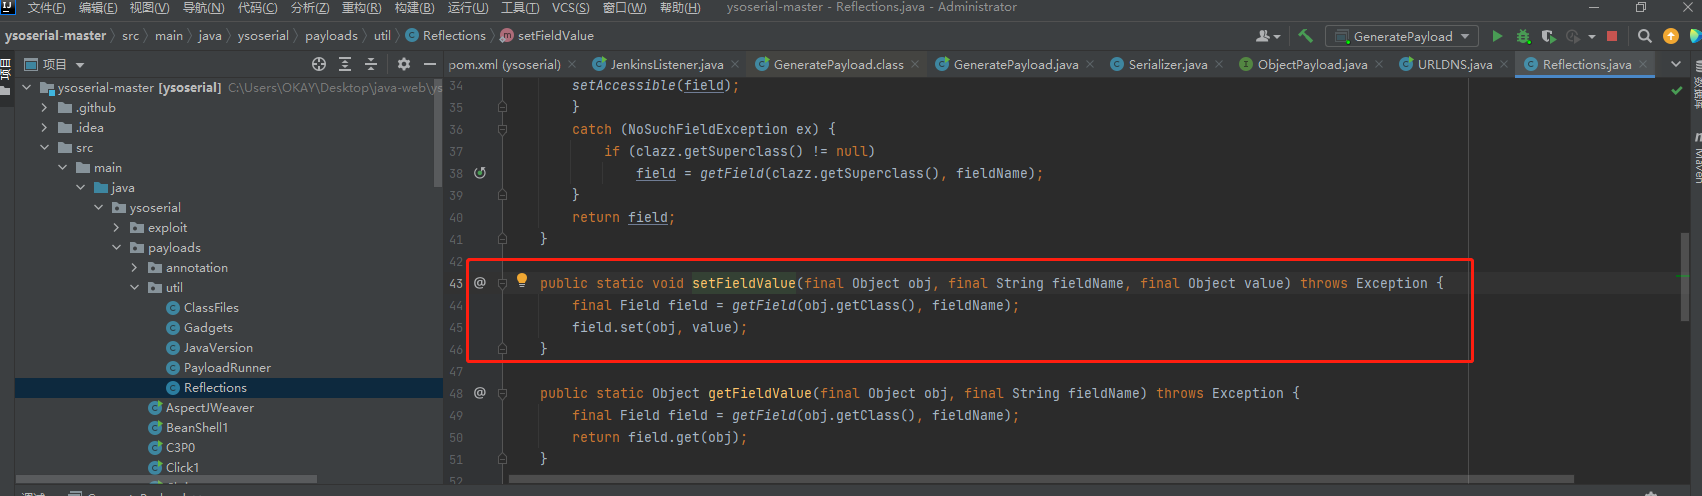 文件(F) 编辑(E) 视图(V) 导航(N) 代码(C) 分析(Z) 重构(R) 构建(B) 运行(U) 工具(T) VCS(S) 窗口(W) 帮助(H) ysoserial-master - Reflections.java - Administrator
ysoserial-master src main java ysoserial payloads util Reflections setFieldValue GeneratePayload
项目
项目
pom.xml (ysoserial) JenkinsListener.java GeneratePayload.class GeneratePayload.java Serializer.java ObjectPayload.java URLDNS.java Reflections.java
ysoserial-master [ysoserial] C:\Users\OKAY\Desktop\java-web\ys
.github
.idea
src
main
java
ysoserial
exploit
payloads
annotation
util
ClassFiles
Gadgets
JavaVersion
PayloadRunner
Reflections
AspectJWeaver
BeanShell1
C3P0
Click1
34 setAccessible(field);
35 }
36 catch (NoSuchFieldException ex) {
37 if (clazz.getSuperclass() != null)
38 field = getField(clazz.getSuperclass(), fieldName);
39 }
40 return field;
41 }
42
43 public static void setFieldValue(final Object obj, final String fieldName, final Object value) throws Exception {
44 final Field field = getField(obj.getClass(), fieldName);
45 field.set(obj, value);
46 }
47
48 public static Object getFieldValue(final Object obj, final String fieldName) throws Exception {
49 final Field field = getField(obj.getClass(), fieldName);
50 return field.get(obj);
51 }
52
数据库
Maven